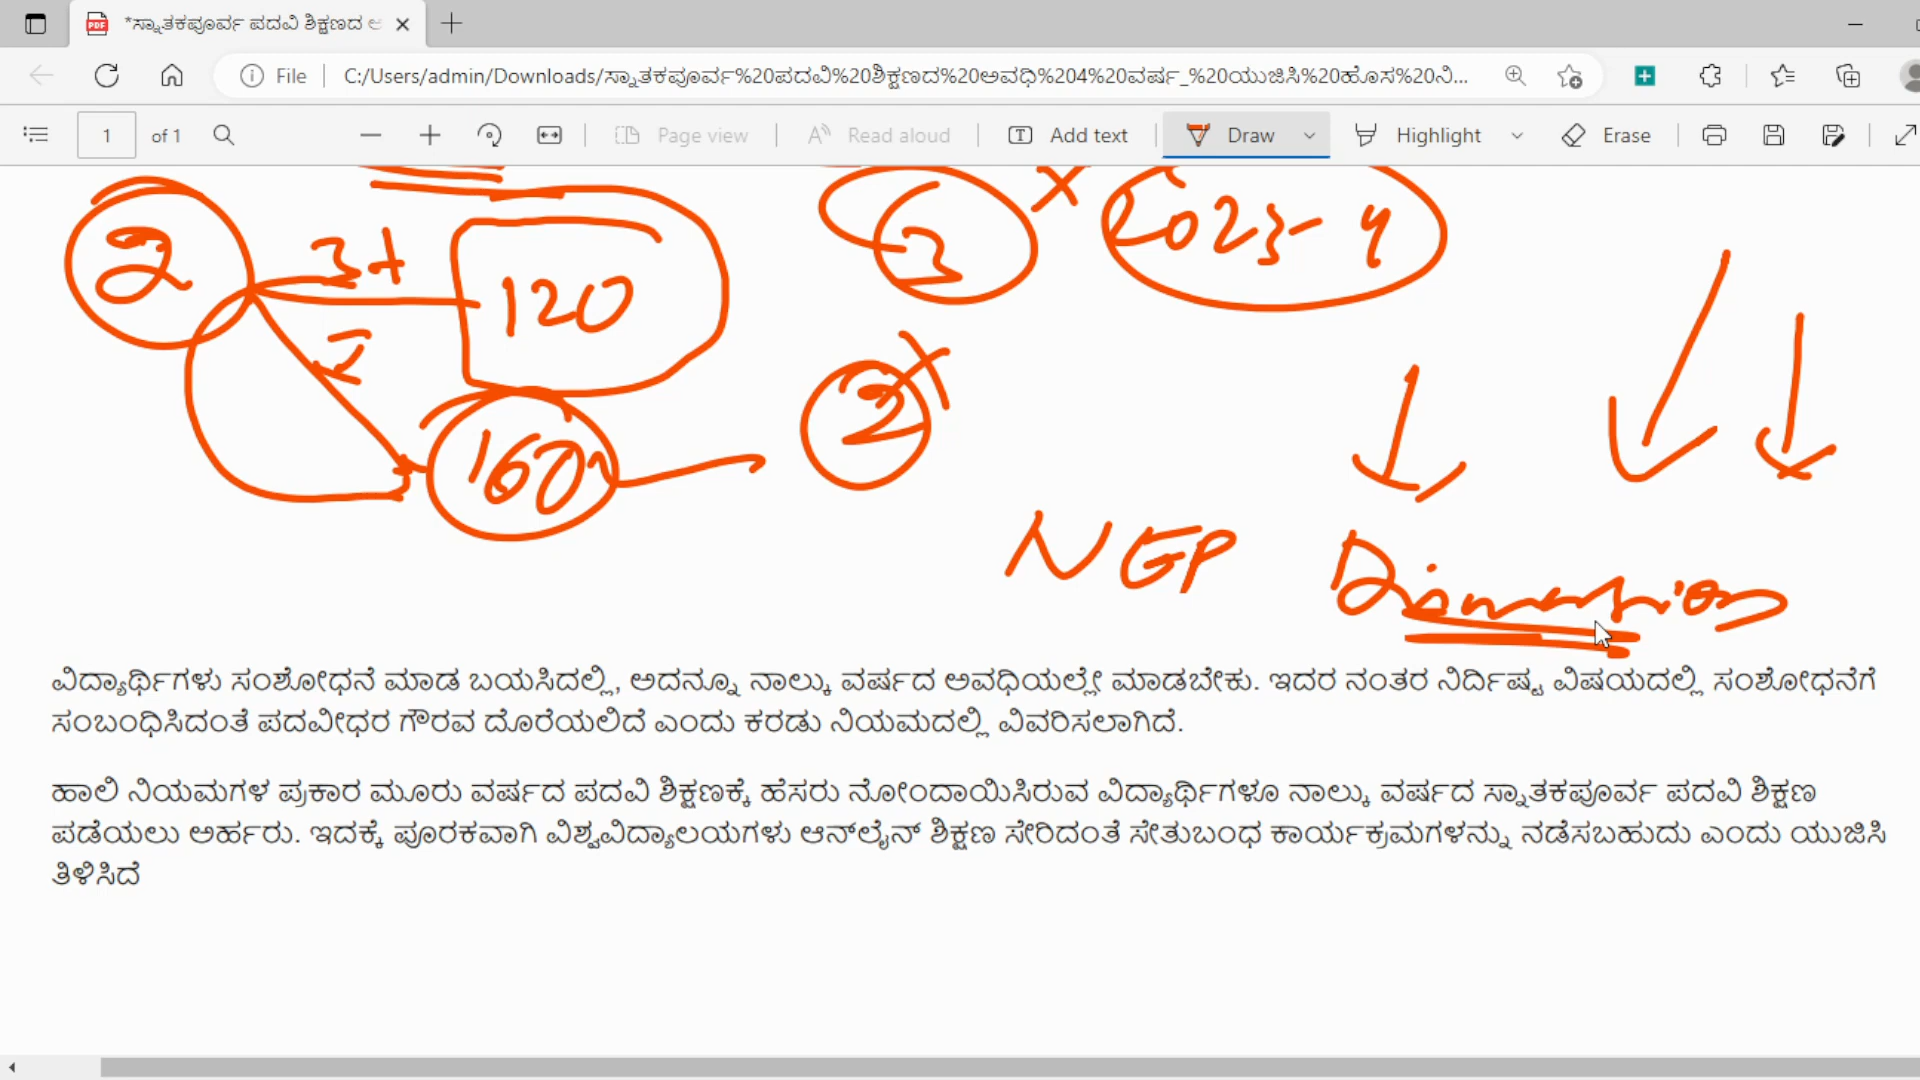 *ಸ್ನಾತಕಪೂರ್ವ ಪದವಿ ಶಿಕ್ಷಣದ ಅ
File C:/Users/admin/Downloads/ಸ್ನಾತಕಪೂರ್ವ%20ಪದವಿ%20ಶಿಕ್ಷಣದ%20ಅವಧಿ%204%20ವರ್ಷ_%20ಯುಜಿಸಿ%20ಹೊಸ%20ನಿ...
1 of 1 Page view Read aloud Add text Draw Highlight Erase
2 3+ 120 3 x 2023-4
160 2 x
NEP
ವಿದ್ಯಾರ್ಥಿಗಳು ಸಂಶೋಧನೆ ಮಾಡ ಬಯಸಿದಲ್ಲಿ, ಅದನ್ನೂ ನಾಲ್ಕು ವರ್ಷದ ಅವಧಿಯಲ್ಲೇ ಮಾಡಬೇಕು. ಇದರ ನಂತರ ನಿರ್ದಿಷ್ಟ ವಿಷಯದಲ್ಲಿ ಸಂಶೋಧನೆಗೆ
ಸಂಬಂಧಿಸಿದಂತೆ ಪದವೀಧರ ಗೌರವ ದೊರೆಯಲಿದೆ ಎಂದು ಕರಡು ನಿಯಮದಲ್ಲಿ ವಿವರಿಸಲಾಗಿದೆ.
ಹಾಲಿ ನಿಯಮಗಳ ಪ್ರಕಾರ ಮೂರು ವರ್ಷದ ಪದವಿ ಶಿಕ್ಷಣಕ್ಕೆ ಹೆಸರು ನೋಂದಾಯಿಸಿರುವ ವಿದ್ಯಾರ್ಥಿಗಳೂ ನಾಲ್ಕು ವರ್ಷದ ಸ್ನಾತಕಪೂರ್ವ ಪದವಿ ಶಿಕ್ಷಣ
ಪಡೆಯಲು ಅರ್ಹರು. ಇದಕ್ಕೆ ಪೂರಕವಾಗಿ ವಿಶ್ವವಿದ್ಯಾಲಯಗಳು ಆನ್‌ಲೈನ್ ಶಿಕ್ಷಣ ಸೇರಿದಂತೆ ಸೇತುಬಂಧ ಕಾರ್ಯಕ್ರಮಗಳನ್ನು ನಡೆಸಬಹುದು ಎಂದು ಯುಜಿಸಿ
ತಿಳಿಸಿದೆ